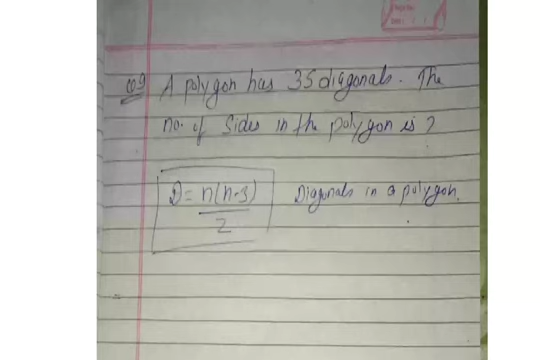 Q9 A polygon has 35 diagonals. The
no. of sides in the polygon is ?
D = n(n-3)/2 Diagonals in a polygon.